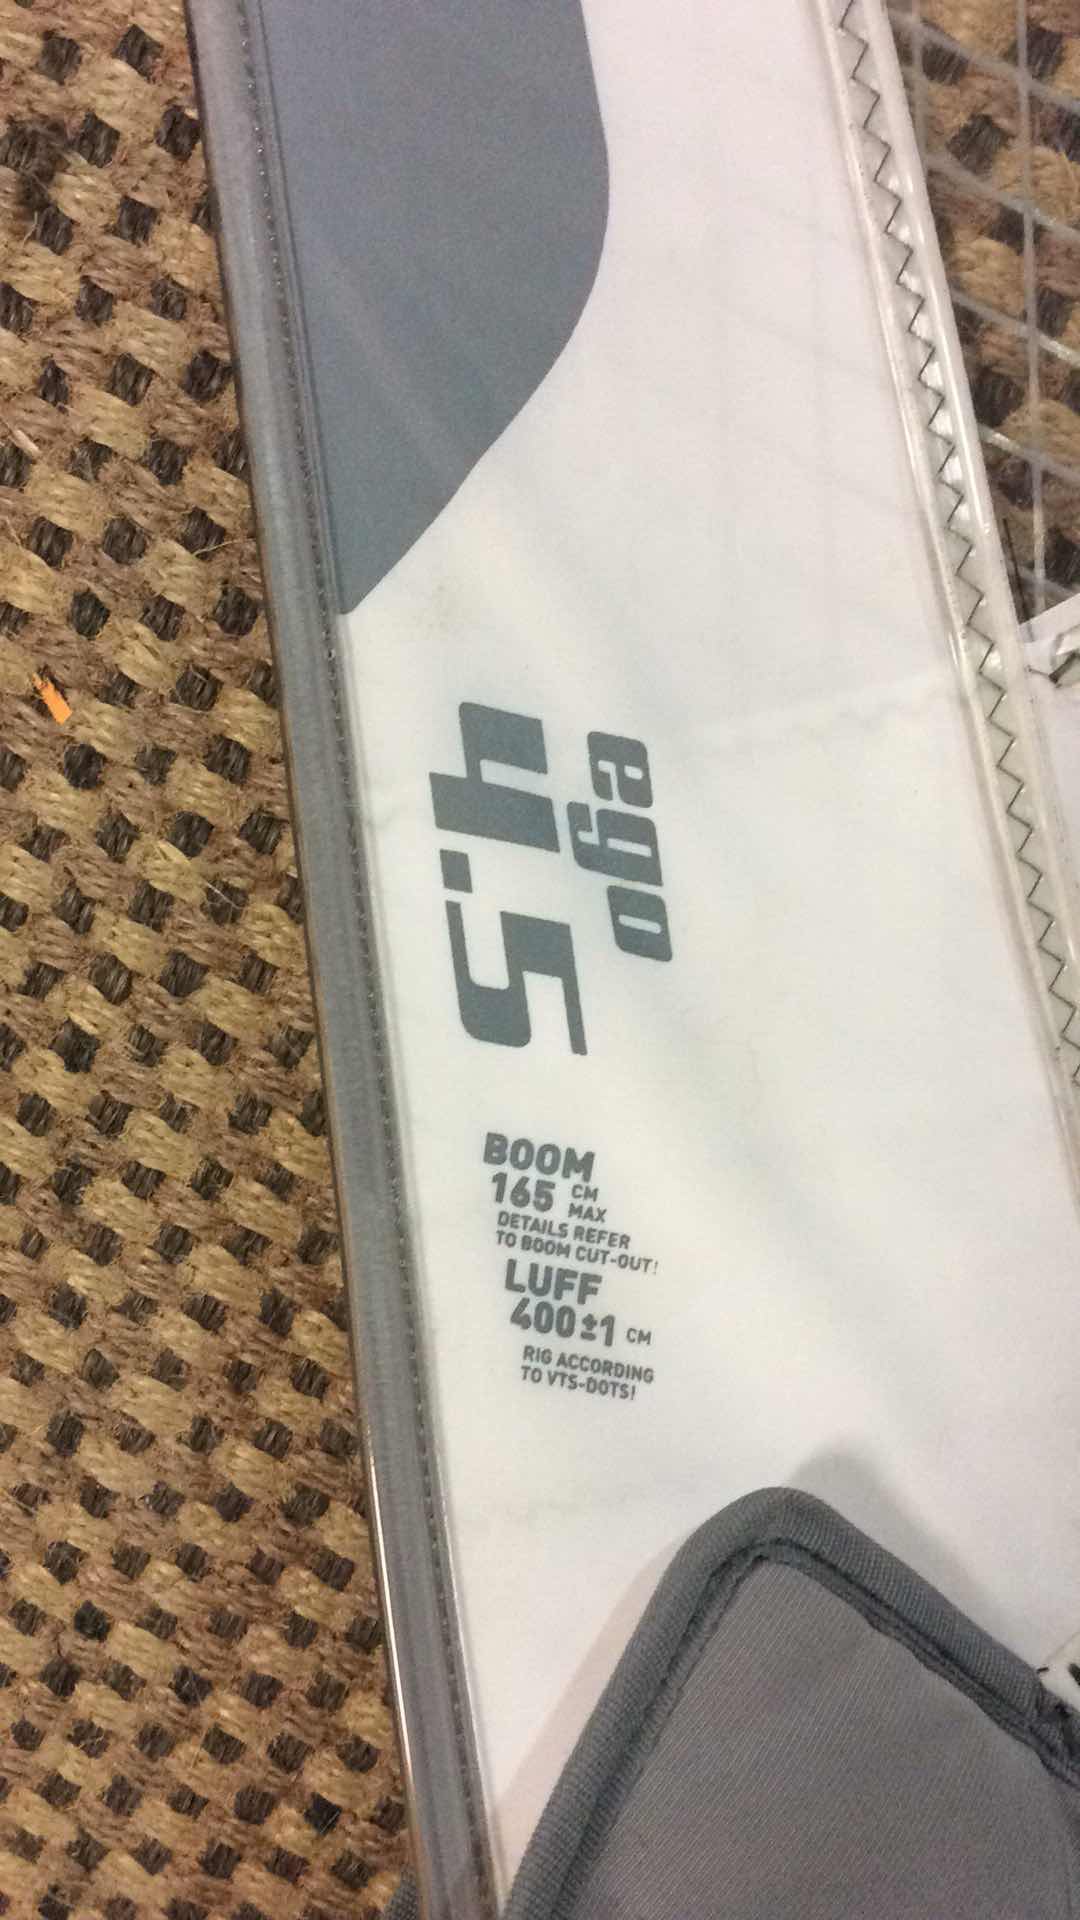 ego
4.5
BOOM
165 CM MAX
DETAILS REFER
TO BOOM CUT-OUT!
LUFF
400±1 CM
RIG ACCORDING
TO VTS-DOTS!